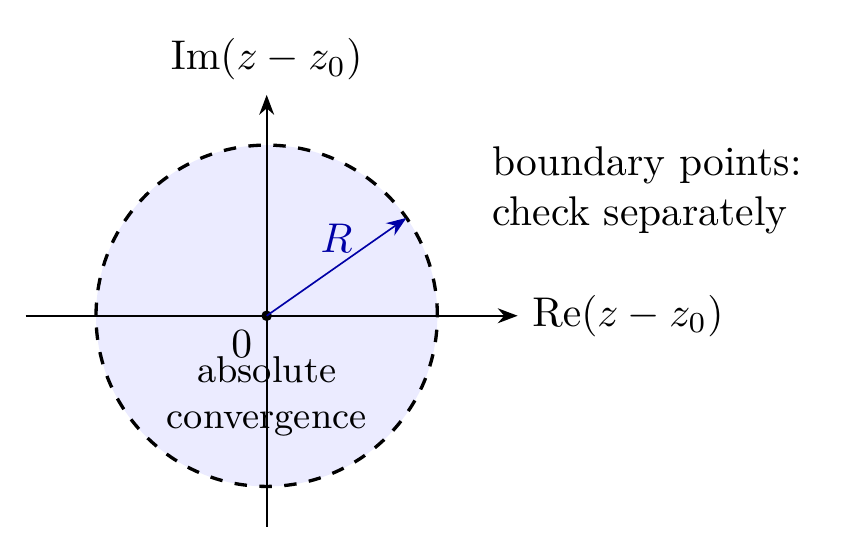 Im(z − z₀)
boundary points:
check separately
R
Re(z − z₀)
0
absolute
convergence